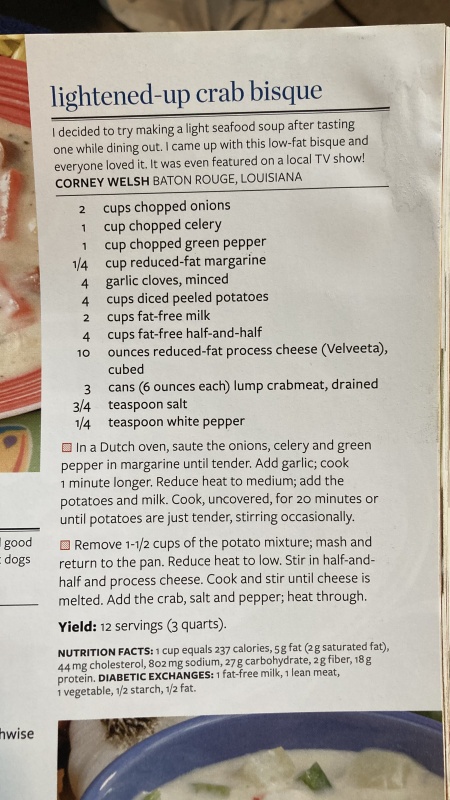 lightened-up crab bisque
I decided to try making a light seafood soup after tasting
one while dining out. I came up with this low-fat bisque and
everyone loved it. It was even featured on a local TV show!
CORNEY WELSH BATON ROUGE, LOUISIANA
2 cups chopped onions
1 cup chopped celery
1 cup chopped green pepper
1/4 cup reduced-fat margarine
4 garlic cloves, minced
4 cups diced peeled potatoes
2 cups fat-free milk
4 cups fat-free half-and-half
10 ounces reduced-fat process cheese (Velveeta),
cubed
3 cans (6 ounces each) lump crabmeat, drained
3/4 teaspoon salt
1/4 teaspoon white pepper
In a Dutch oven, saute the onions, celery and green
pepper in margarine until tender. Add garlic; cook
1 minute longer. Reduce heat to medium; add the
potatoes and milk. Cook, uncovered, for 20 minutes or
until potatoes are just tender, stirring occasionally.
Remove 1-1/2 cups of the potato mixture; mash and
return to the pan. Reduce heat to low. Stir in half-and-
half and process cheese. Cook and stir until cheese is
melted. Add the crab, salt and pepper; heat through.
Yield: 12 servings (3 quarts).
NUTRITION FACTS: 1 cup equals 237 calories, 5 g fat (2 g saturated fat),
44 mg cholesterol, 802 mg sodium, 27 g carbohydrate, 2 g fiber, 18 g
protein. DIABETIC EXCHANGES: 1 fat-free milk, 1 lean meat,
1 vegetable, 1/2 starch, 1/2 fat.
good
dogs
hwise